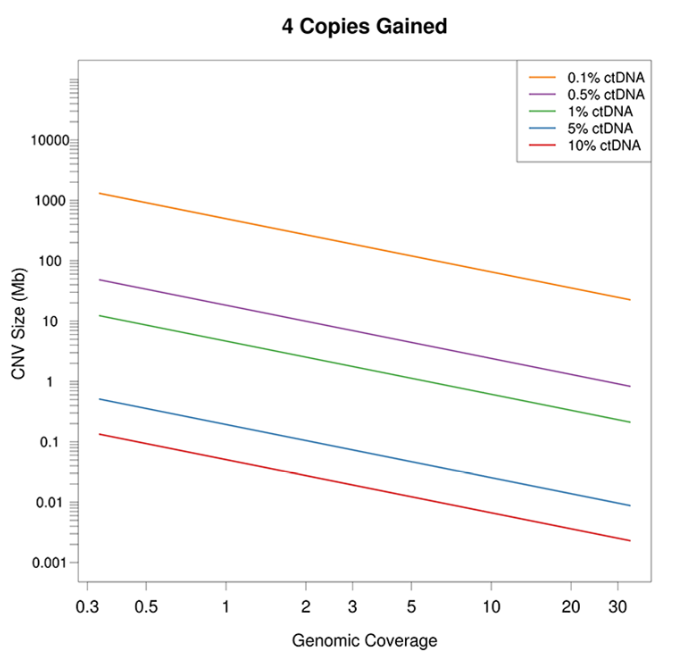 4 Copies Gained
0.1% ctDNA
0.5% ctDNA
1% ctDNA
5% ctDNA
10% ctDNA
10000
1000
100
10
1
0.1
0.01
0.001
CNV Size (Mb)
0.3 0.5 1 2 3 5 10 20 30
Genomic Coverage